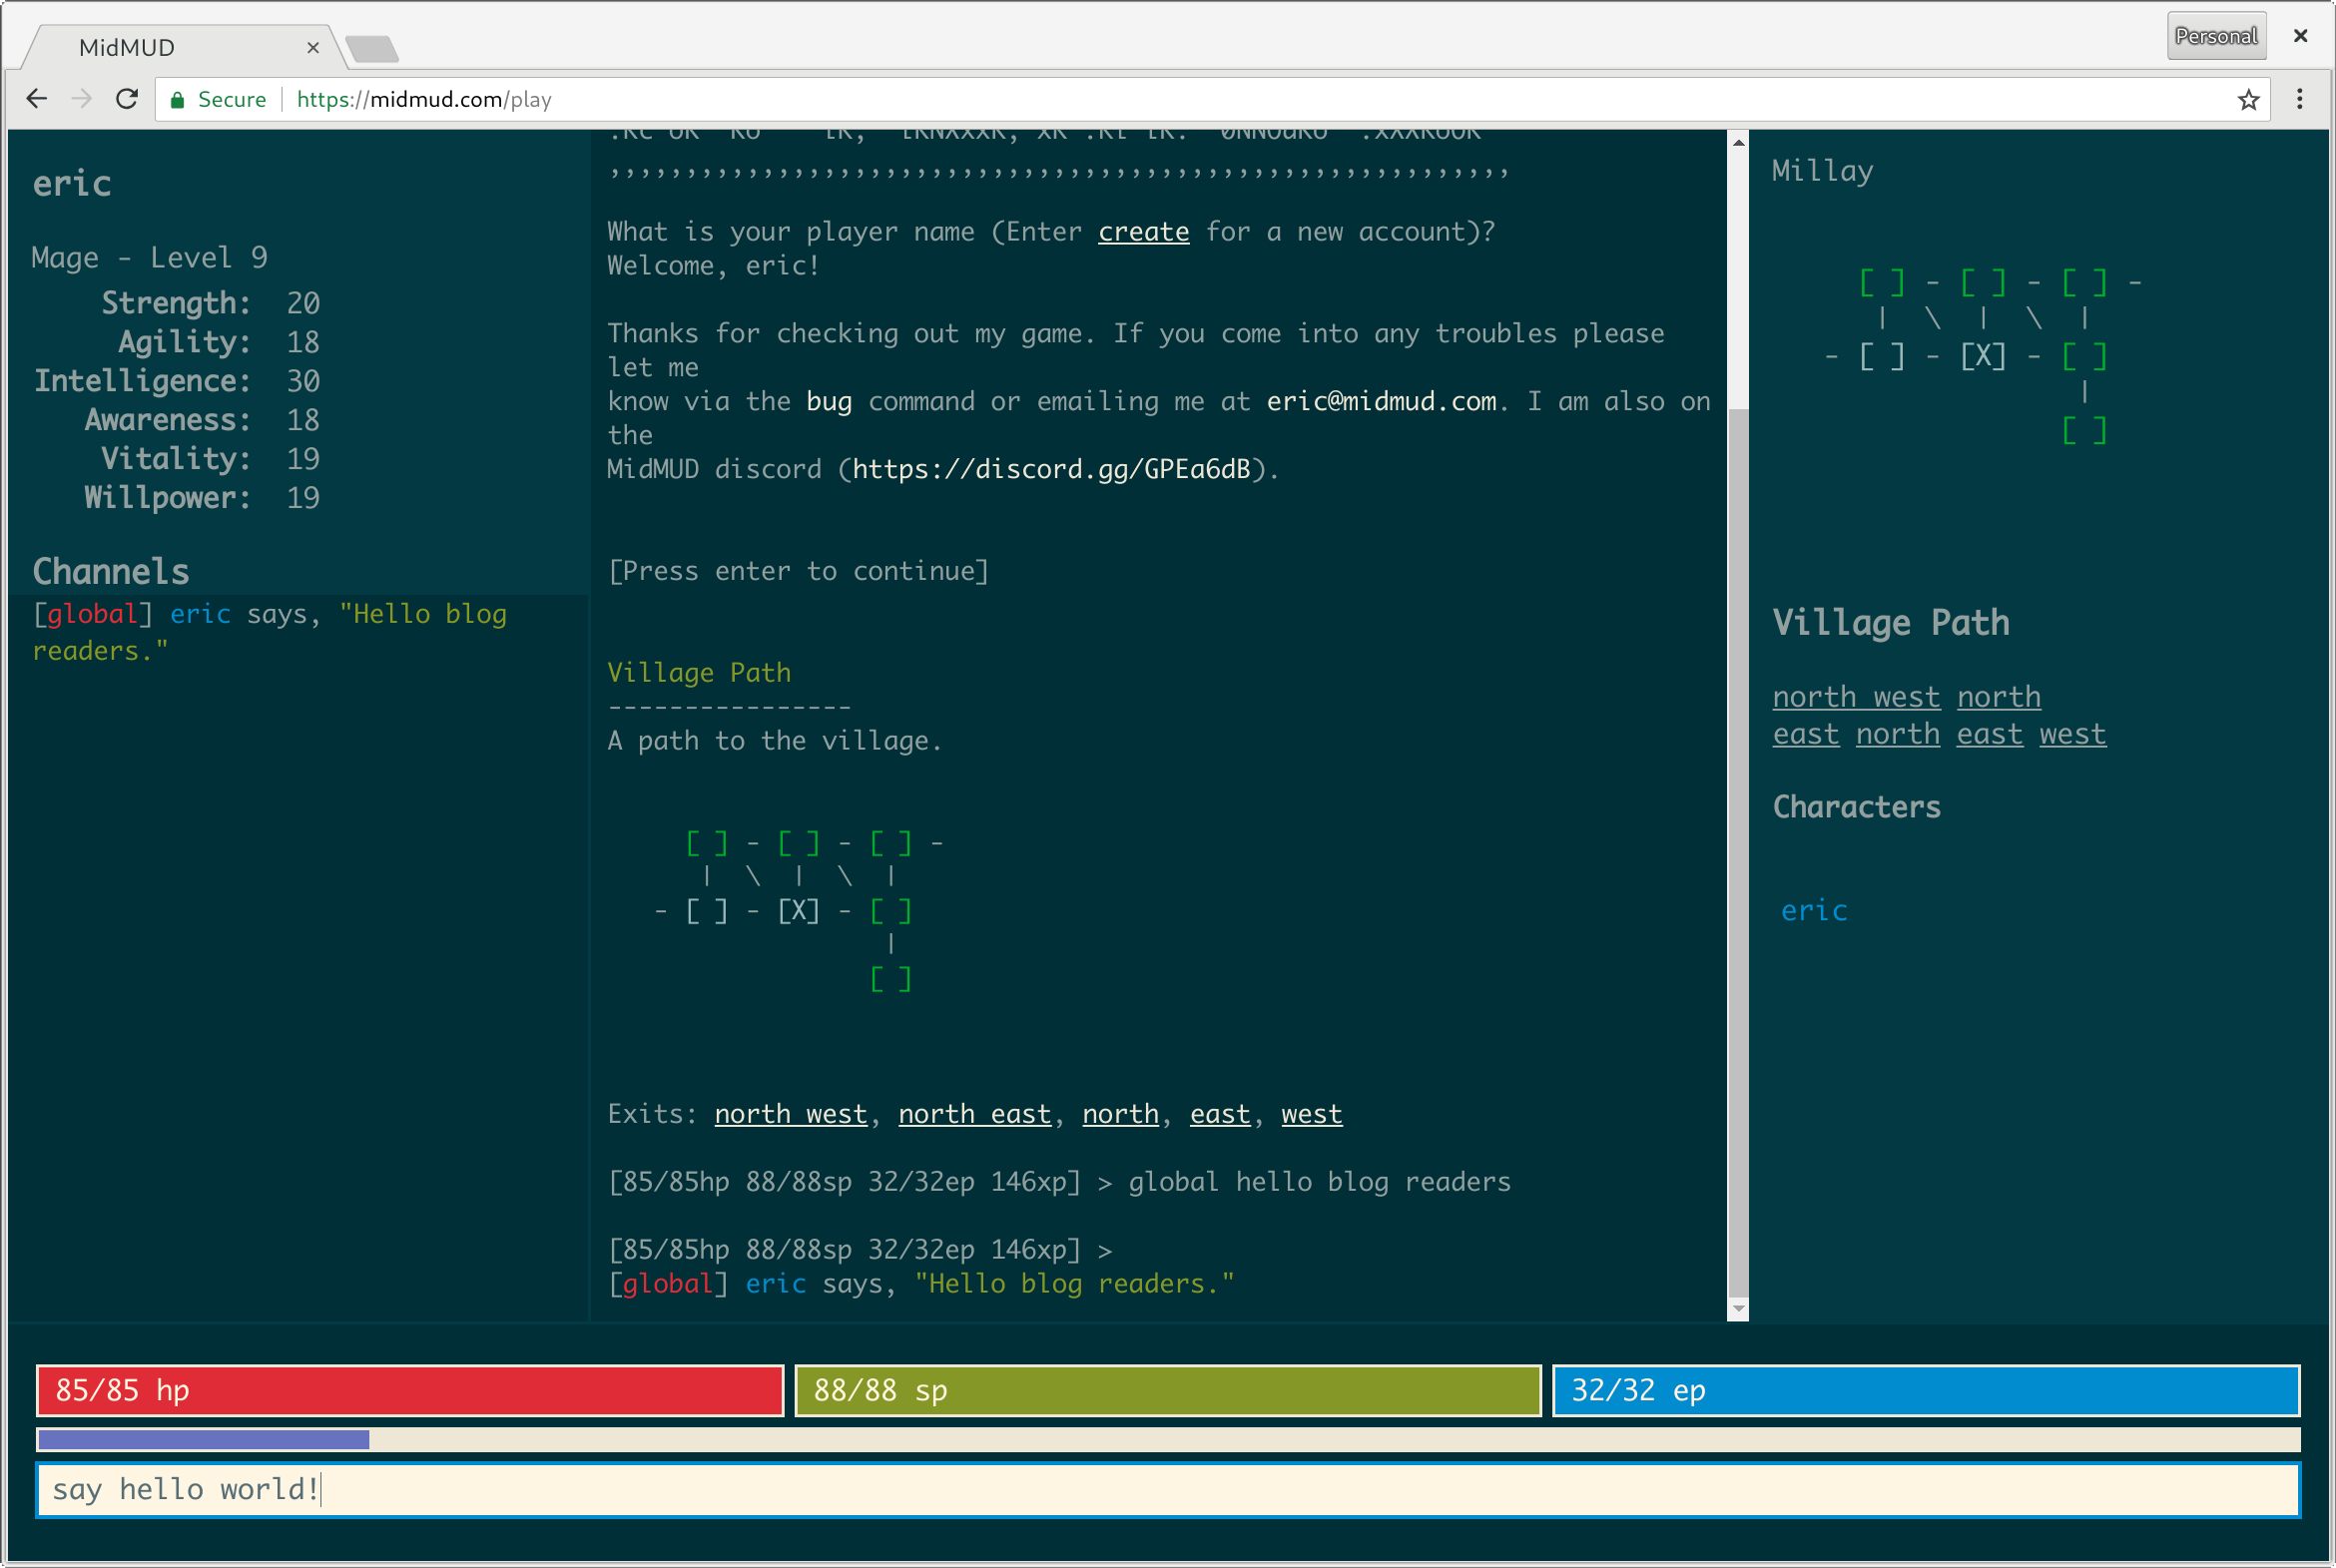 MidMUD
Personal
Secure https://midmud.com/play
eric
Mage - Level 9
Strength: 20
Agility: 18
Intelligence: 30
Awareness: 18
Vitality: 19
Willpower: 19
Channels
[global] eric says, "Hello blog
readers."
,,,,,,,,,,,,,,,,,,,,,,,,,,,,,,,,,,,,,,,,,,,,,,,,,,,,,,,,,,,
What is your player name (Enter create for a new account)?
Welcome, eric!
Thanks for checking out my game. If you come into any troubles please
let me
know via the bug command or emailing me at eric@midmud.com. I am also on
the
MidMUD discord (https://discord.gg/GPEa6dB).
[Press enter to continue]
Village Path
----------------
A path to the village.
[ ] - [ ] - [ ] -
| \ | \ |
- [ ] - [X] - [ ]
|
[ ]
Exits: north west, north east, north, east, west
[85/85hp 88/88sp 32/32ep 146xp] > global hello blog readers
[85/85hp 88/88sp 32/32ep 146xp] >
[global] eric says, "Hello blog readers."
Millay
[ ] - [ ] - [ ] -
| \ | \ |
- [ ] - [X] - [ ]
|
[ ]
Village Path
north west north
east north east west
Characters
eric
85/85 hp
88/88 sp
32/32 ep
say hello world!